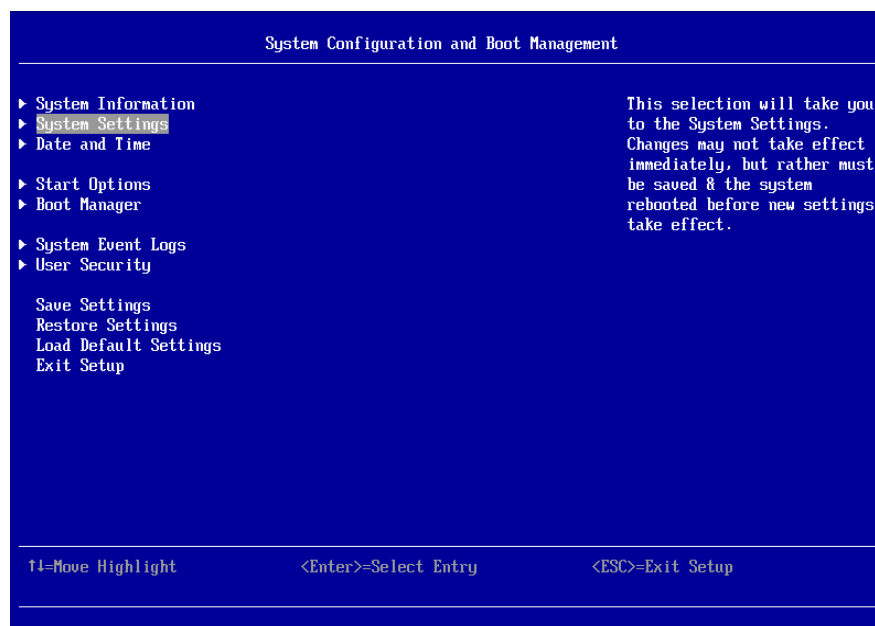 System Configuration and Boot Management
System Information
System Settings
Date and Time
Start Options
Boot Manager
System Event Logs
User Security
Save Settings
Restore Settings
Load Default Settings
Exit Setup
This selection will take you
to the System Settings.
Changes may not take effect
immediately, but rather must
be saved & the system
rebooted before new settings
take effect.
↑↓=Move Highlight
<Enter>=Select Entry
<ESC>=Exit Setup